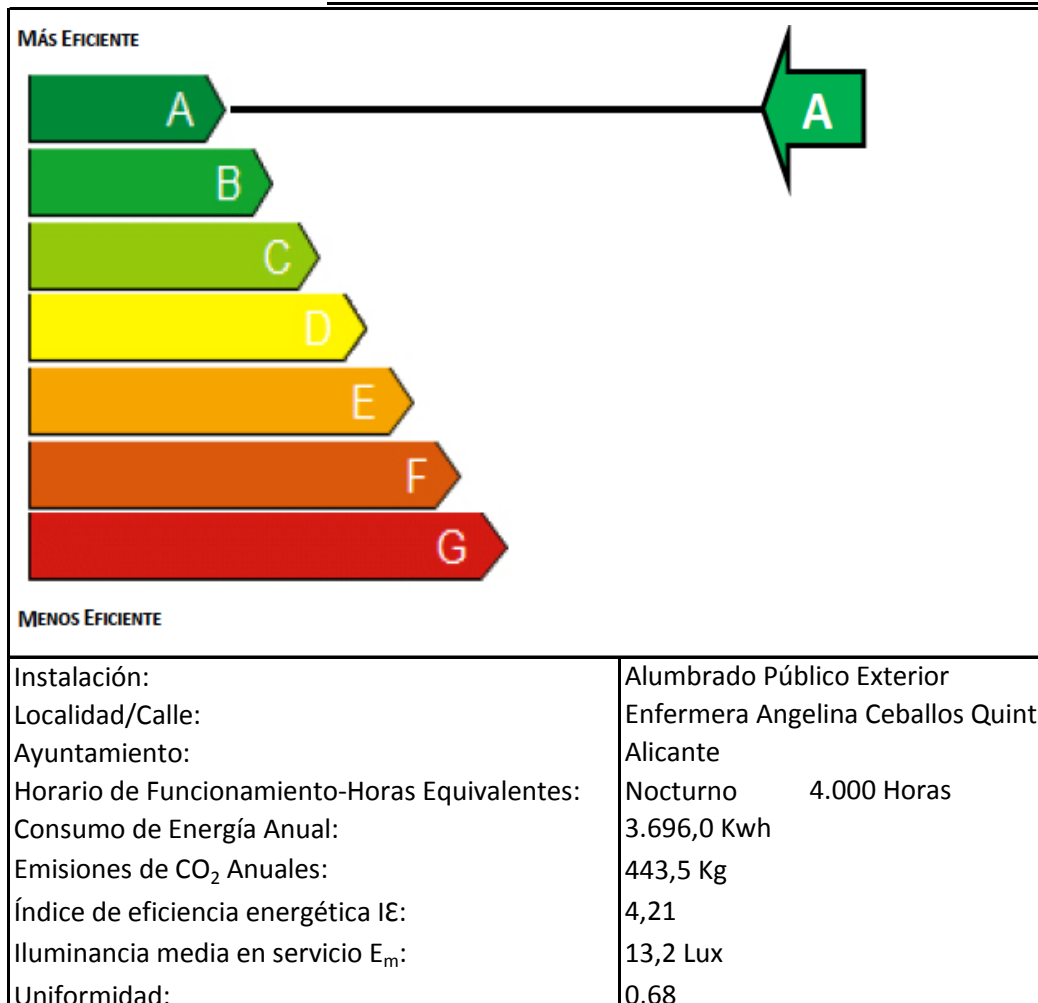 MÁS EFICIENTE
A A
B
C
D
E
F
G
MENOS EFICIENTE
Instalación: Alumbrado Público Exterior
Localidad/Calle: Enfermera Angelina Ceballos Quint
Ayuntamiento: Alicante
Horario de Funcionamiento-Horas Equivalentes: Nocturno 4.000 Horas
Consumo de Energía Anual: 3.696,0 Kwh
Emisiones de CO₂ Anuales: 443,5 Kg
Índice de eficiencia energética IƐ: 4,21
Iluminancia media en servicio Eₘ: 13,2 Lux
Uniformidad: 0,68